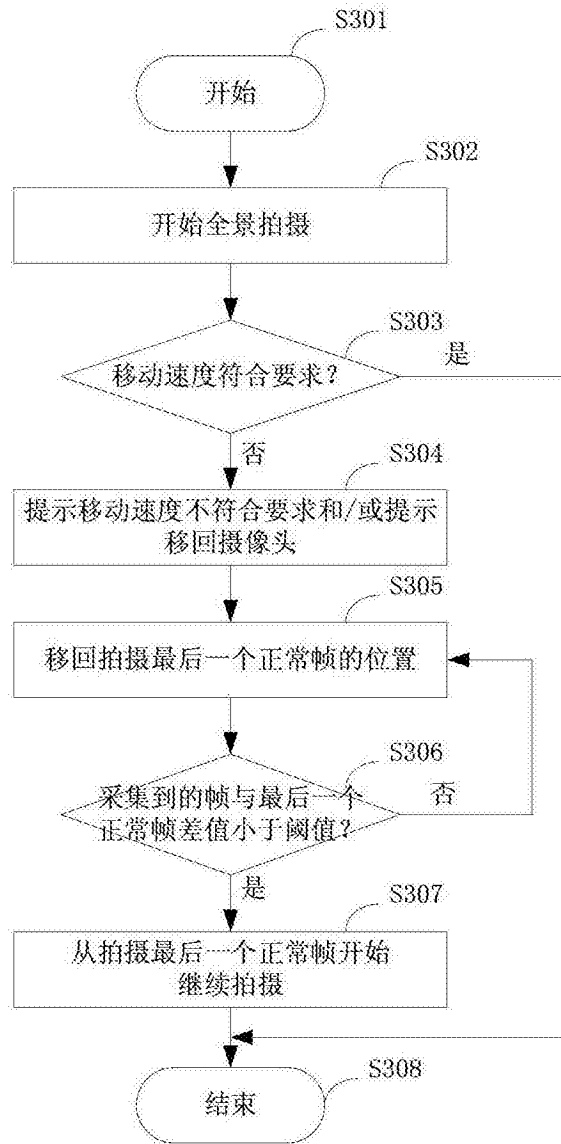 S301
开始
S302
开始全景拍摄
S303
移动速度符合要求？
是
否
S304
提示移动速度不符合要求和/或提示
移回摄像头
S305
移回拍摄最后一个正常帧的位置
S306
采集到的帧与最后一个
正常帧差值小于阈值？
否
是
S307
从拍摄最后一个正常帧开始
继续拍摄
S308
结束